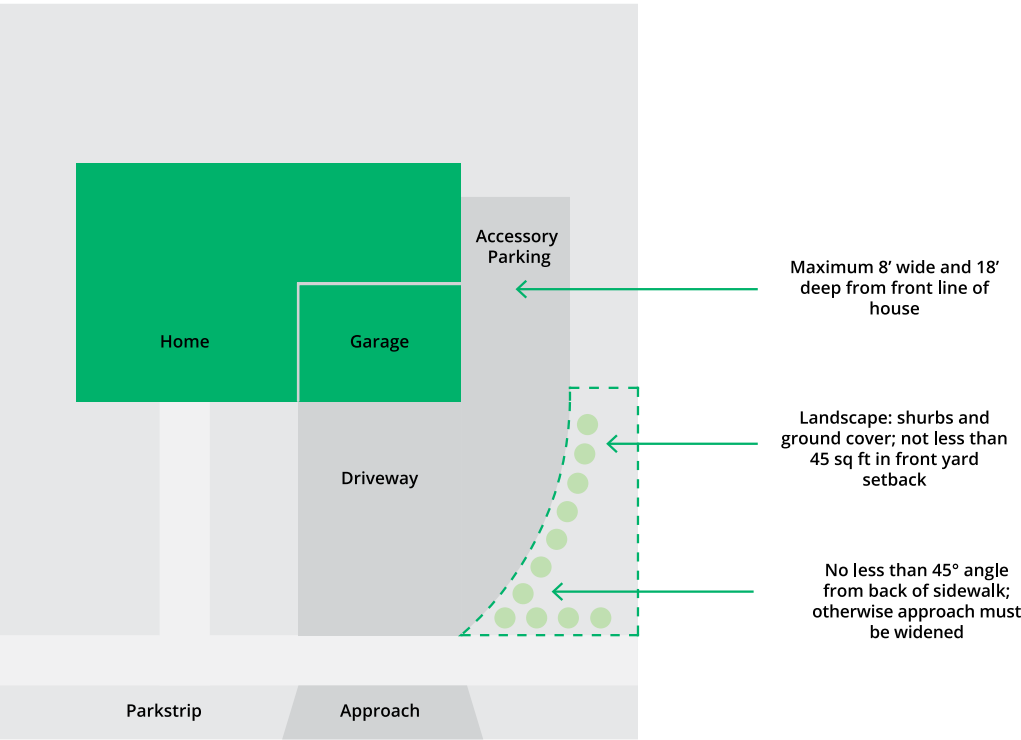 Accessory
Parking
Maximum 8’ wide and 18’
deep from front line of
house
Home
Garage
Landscape: shurbs and
ground cover; not less than
45 sq ft in front yard
setback
Driveway
No less than 45° angle
from back of sidewalk;
otherwise approach must
be widened
Parkstrip
Approach